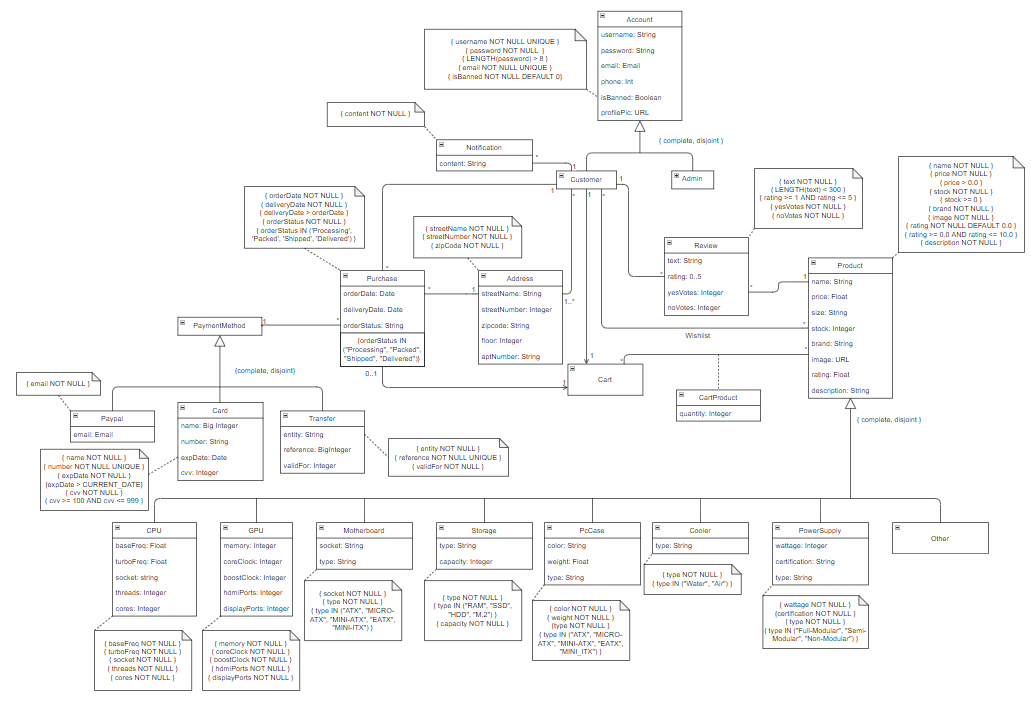 Account
username: String
password: String
email: Email
phone: Int
isBanned: Boolean
profilePic: URL
{ username NOT NULL UNIQUE }
{ password NOT NULL }
{ LENGTH(password) > 8 }
{ email NOT NULL UNIQUE }
{ isBanned NOT NULL DEFAULT 0}
{ content NOT NULL }
{ complete, disjoint }
Notification
content: String
*
1
Customer
1
1
*
1
*
Admin
{ text NOT NULL }
{ LENGTH(text) < 300 }
{ rating >= 1 AND rating <= 5 }
{ yesVotes NOT NULL }
{ noVotes NOT NULL }
{ name NOT NULL }
{ price NOT NULL }
{ price > 0.0 }
{ stock NOT NULL }
{ stock >= 0 }
{ brand NOT NULL }
{ image NOT NULL }
{ rating NOT NULL DEFAULT 0.0 }
{ rating >= 0.0 AND rating <= 10.0 }
{ description NOT NULL }
{ orderDate NOT NULL }
{ deliveryDate NOT NULL }
{ deliveryDate > orderDate }
{ orderStatus NOT NULL }
{ orderStatus IN ('Processing',
'Packed', 'Shipped', 'Delivered') }
{ streetName NOT NULL }
{ streetNumber NOT NULL }
{ zipCode NOT NULL }
*
Purchase
orderDate: Date
deliveryDate: Date
orderStatus: String
{orderStatus IN
("Processing", "Packed",
"Shipped", "Delivered")}
*
1
Address
streetName: String
streetNumber: Integer
zipcode: String
floor: Integer
aptNumber: String
1..*
Review
text: String
rating: 0..5
yesVotes: Integer
noVotes: Integer
*
*
1
Product
name: String
price: Float
size: String
stock: Integer
brand: String
image: URL
rating: Float
description: String
*
*
Wishlist
PaymentMethod
1
*
0..1
1
1
*
Cart
CartProduct
quantity: Integer
{complete, disjoint}
{ complete, disjoint }
{ email NOT NULL }
Paypal
email: Email
Card
name: Big Integer
number: String
expDate: Date
cvv: Integer
Transfer
entity: String
reference: BigInteger
validFor: Integer
{ name NOT NULL }
{ number NOT NULL UNIQUE }
{ expDate NOT NULL }
{expDate > CURRENT_DATE}
{ cvv NOT NULL }
{ cvv >= 100 AND cvv <= 999 }
{ entity NOT NULL }
{ reference NOT NULL UNIQUE }
{ validFor NOT NULL }
CPU
baseFreq: Float
turboFreq: Float
socket: string
threads: Integer
cores: Integer
GPU
memory: Integer
coreClock: Integer
boostClock: Integer
hdmiPorts: Integer
displayPorts: Integer
Motherboard
socket: String
type: String
Storage
type: String
capacity: Integer
PcCase
color: String
weight: Float
type: String
Cooler
type: String
PowerSupply
wattage: Integer
certification: String
type: String
Other
{ baseFreq NOT NULL }
{ turboFreq NOT NULL }
{ socket NOT NULL }
{ threads NOT NULL }
{ cores NOT NULL }
{ memory NOT NULL }
{ coreClock NOT NULL }
{ boostClock NOT NULL }
{ hdmiPorts NOT NULL }
{ displayPorts NOT NULL }
{ socket NOT NULL }
{ type NOT NULL }
{ type IN ("ATX", "MICRO-
ATX", "MINI-ATX", "EATX",
"MINI-ITX") }
{ type NOT NULL }
{ type IN ("RAM", "SSD",
"HDD", "M.2") }
{ capacity NOT NULL }
{ color NOT NULL }
{ weight NOT NULL }
{type NOT NULL }
{ type IN ("ATX", "MICRO-
ATX", "MINI-ATX", "EATX",
"MINI_ITX") }
{ type NOT NULL }
{ type IN ("Water", "Air") }
{ wattage NOT NULL }
{certification NOT NULL }
{ type NOT NULL }
{ type IN ("Full-Modular", "Semi-
Modular", "Non-Modular") }